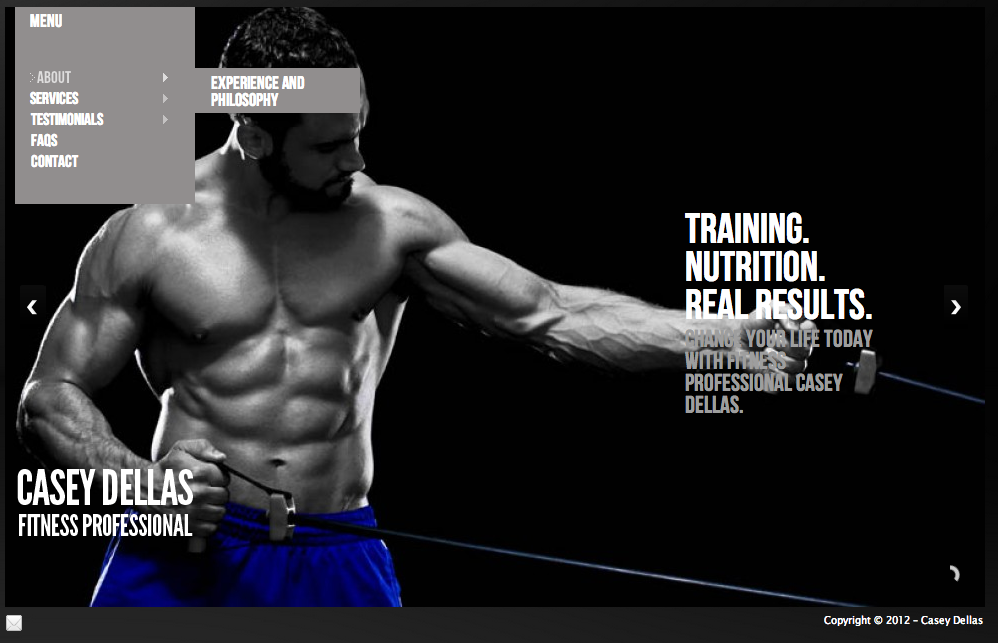 MENU
ABOUT
EXPERIENCE AND
PHILOSOPHY
SERVICES
TESTIMONIALS
FAQS
CONTACT
TRAINING.
NUTRITION.
REAL RESULTS.
CHANGE YOUR LIFE TODAY
WITH FITNESS
PROFESSIONAL CASEY
DELLAS.
CASEY DELLAS
FITNESS PROFESSIONAL
Copyright © 2012 – Casey Dellas